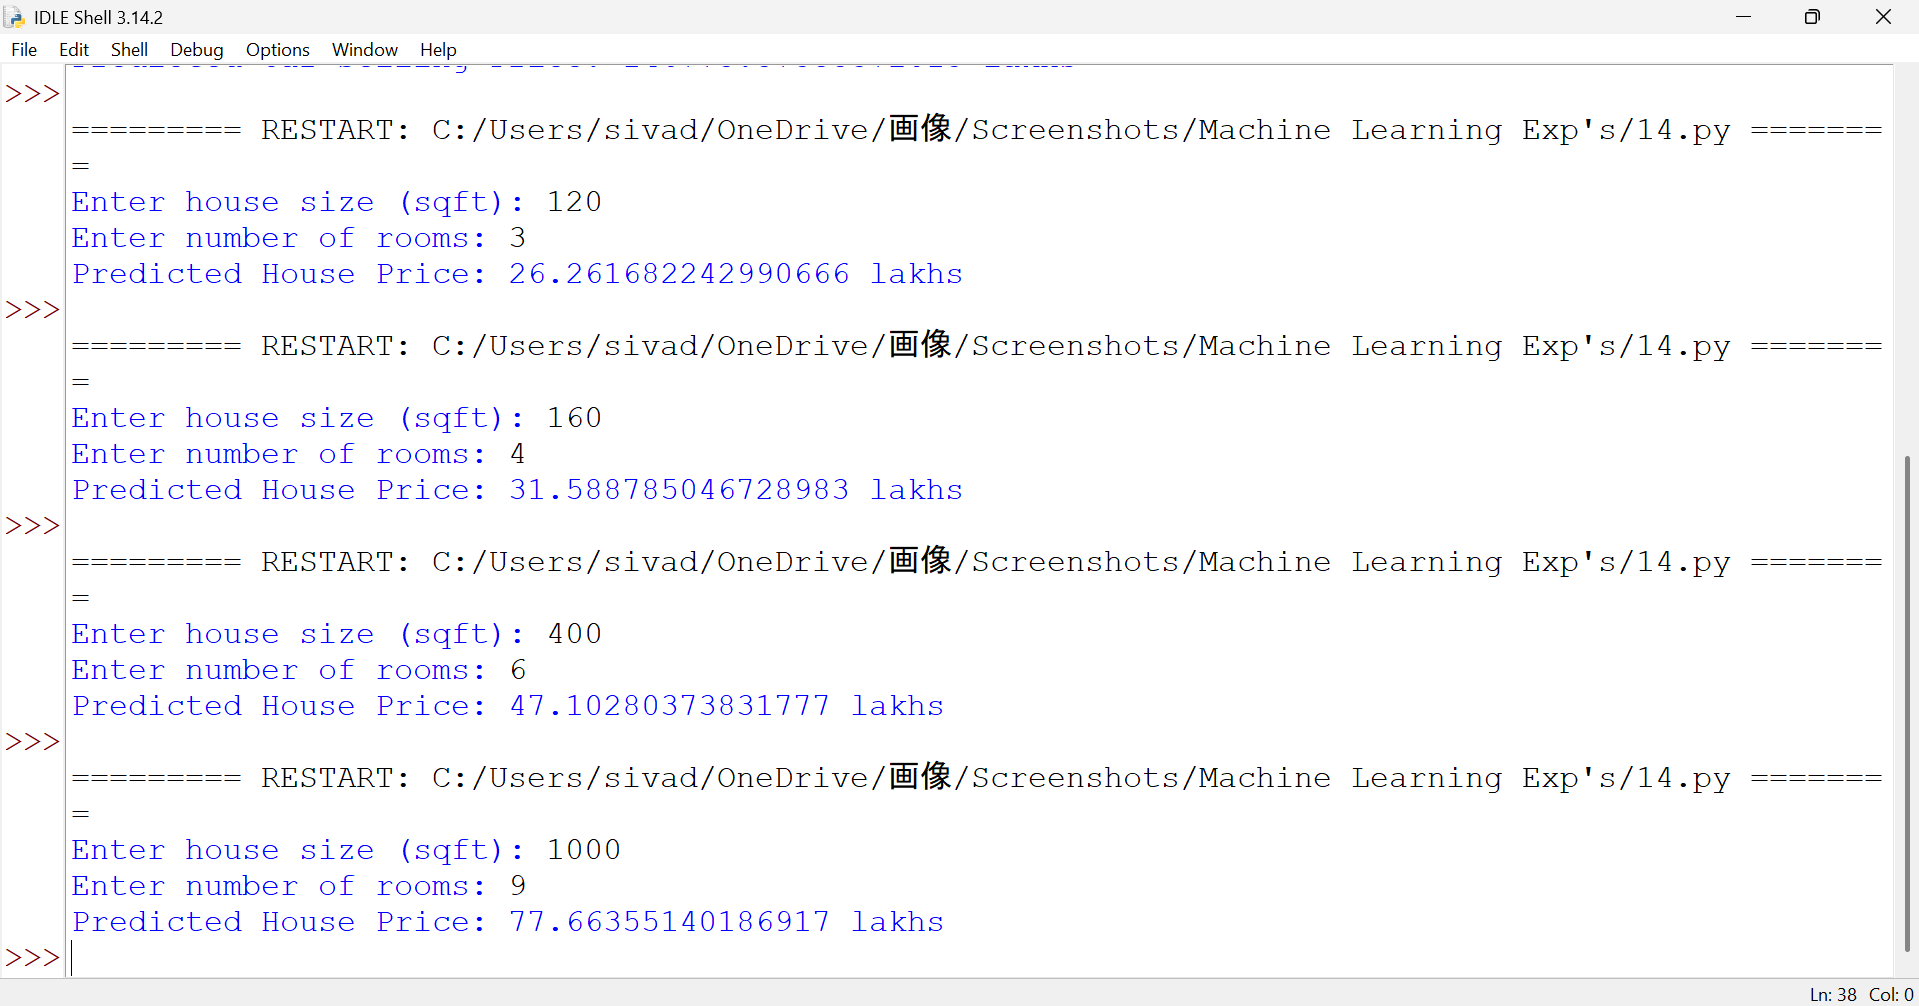 IDLE Shell 3.14.2
File Edit Shell Debug Options Window Help
>>>
========= RESTART: C:/Users/sivad/OneDrive/画像/Screenshots/Machine Learning Exp's/14.py =======
=
Enter house size (sqft): 120
Enter number of rooms: 3
Predicted House Price: 26.261682242990666 lakhs
>>>
========= RESTART: C:/Users/sivad/OneDrive/画像/Screenshots/Machine Learning Exp's/14.py =======
=
Enter house size (sqft): 160
Enter number of rooms: 4
Predicted House Price: 31.588785046728983 lakhs
>>>
========= RESTART: C:/Users/sivad/OneDrive/画像/Screenshots/Machine Learning Exp's/14.py =======
=
Enter house size (sqft): 400
Enter number of rooms: 6
Predicted House Price: 47.10280373831777 lakhs
>>>
========= RESTART: C:/Users/sivad/OneDrive/画像/Screenshots/Machine Learning Exp's/14.py =======
=
Enter house size (sqft): 1000
Enter number of rooms: 9
Predicted House Price: 77.66355140186917 lakhs
>>>
Ln: 38 Col: 0